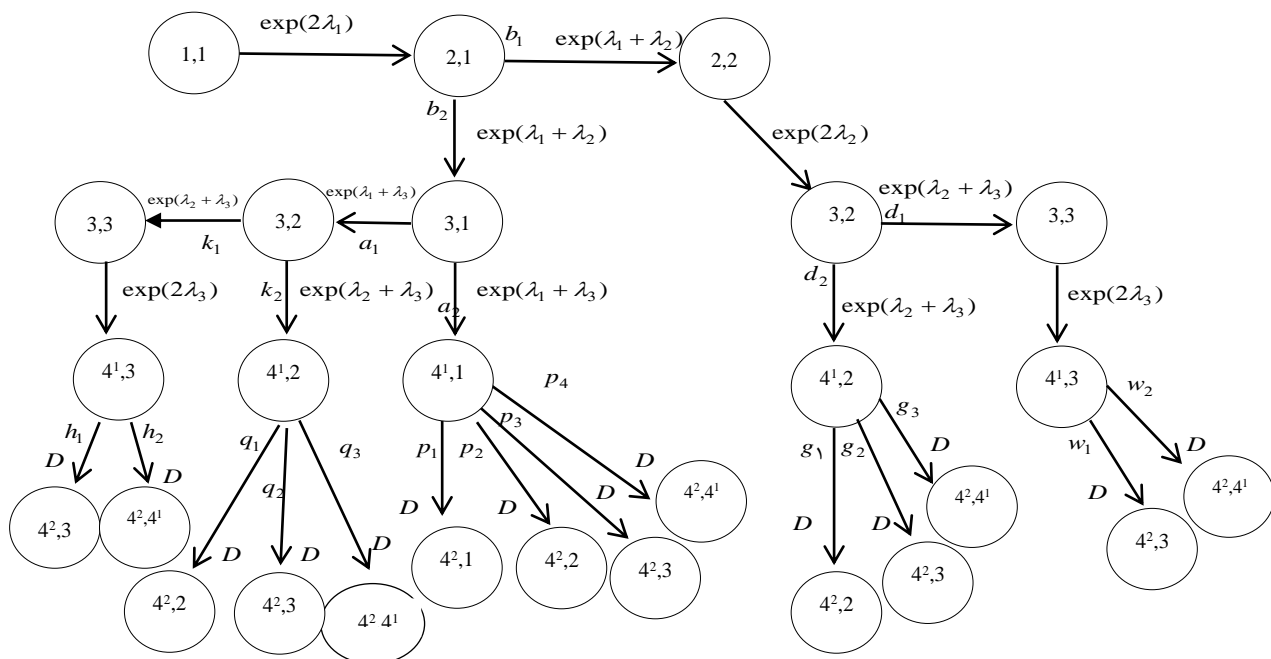 exp(2λ₁)
b₁
exp(λ₁ + λ₂)
1,1
2,1
2,2
b₂
exp(λ₁ + λ₂)
exp(2λ₂)
exp(λ₂ + λ₃)
exp(λ₁ + λ₃)
exp(λ₂ + λ₃)
3,3
3,2
3,1
3,2
d₁
3,3
k₁
a₁
d₂
exp(2λ₃)
k₂
exp(λ₂ + λ₃)
a₂
exp(λ₁ + λ₃)
exp(λ₂ + λ₃)
exp(2λ₃)
4¹,3
4¹,2
4¹,1
p₄
4¹,2
4¹,3
w₂
h₁
h₂
q₁
q₃
p₁
p₂
p₃
g١
g₂
g₃
w₁
D
D
q₂
D
D
D
D
4²,4¹
4²,3
4²,4¹
D
D
D
D
D
4²,4¹
D
4²,4¹
D
D
D
4²,1
4²,2
4²,3
4²,3
4²,3
4²,2
4²,3
4² 4¹
4²,2